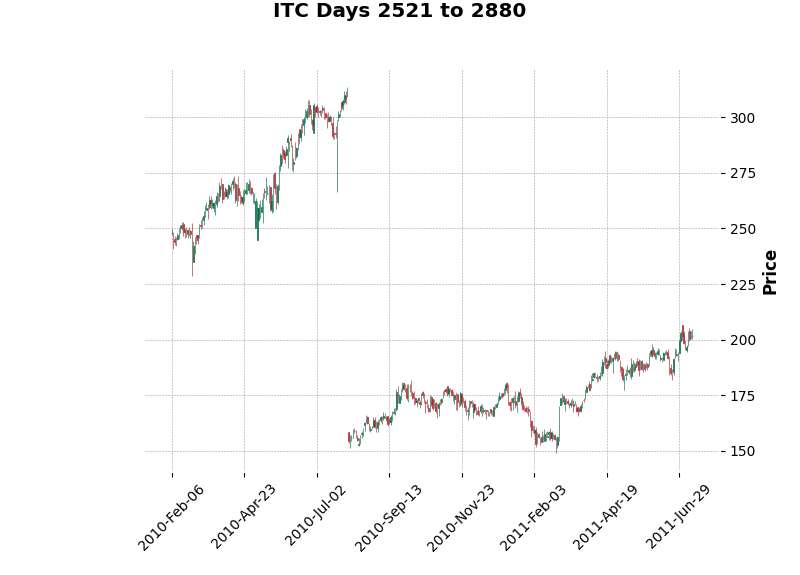 ITC Days 2521 to 2880
300
275
250
225
200
175
150
Price
2010-Feb-06
2010-Apr-23
2010-Jul-02
2010-Sep-13
2010-Nov-23
2011-Feb-03
2011-Apr-19
2011-Jun-29